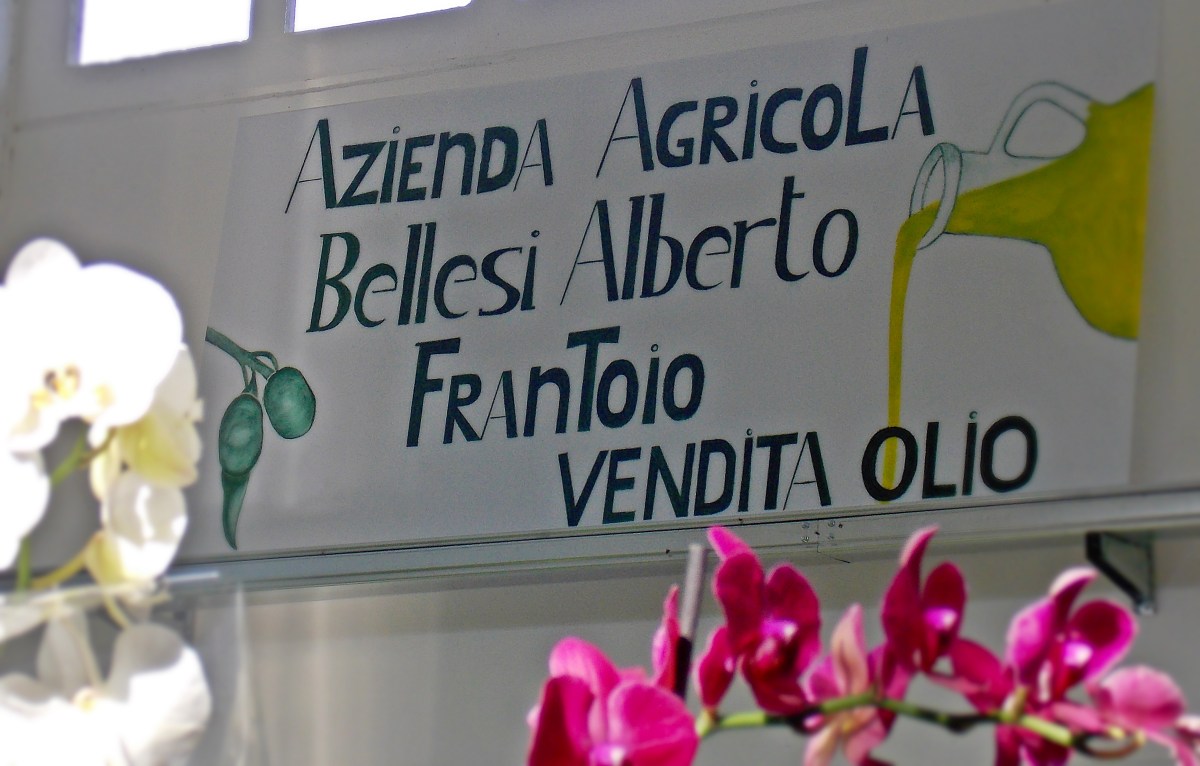 AZIENDA AGRICOLA
Bellesi Alberto
FRANTOIO
VENDITA OLIO